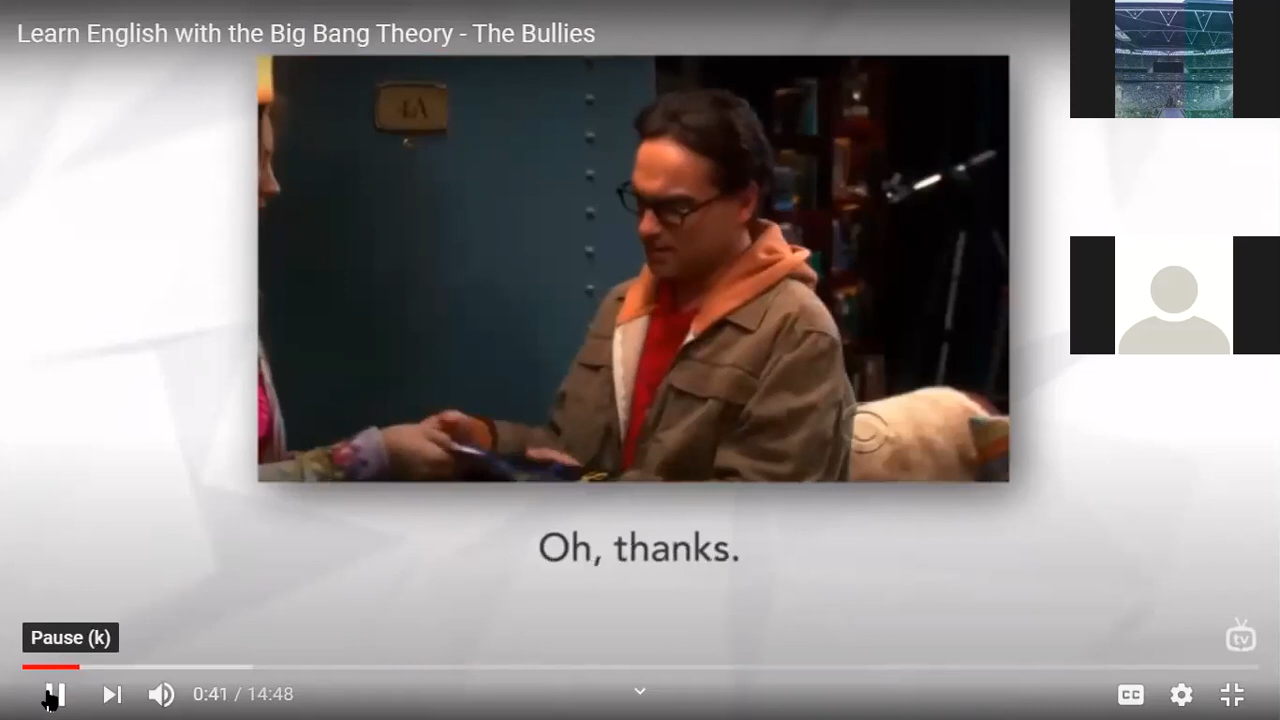 Learn English with the Big Bang Theory - The Bullies
4A
Oh, thanks.
Pause (k)
tv
0:41 / 14:48
CC